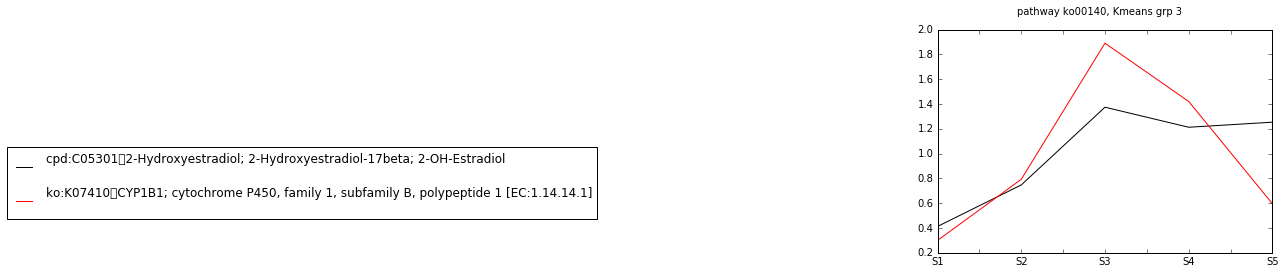 pathway ko00140, Kmeans grp 3
2.0
1.8
1.6
1.4
1.2
1.0
0.8
0.6
0.4
0.2
S1 S2 S3 S4 S5
cpd:C05301▯2-Hydroxyestradiol; 2-Hydroxyestradiol-17beta; 2-OH-Estradiol
ko:K07410▯CYP1B1; cytochrome P450, family 1, subfamily B, polypeptide 1 [EC:1.14.14.1]